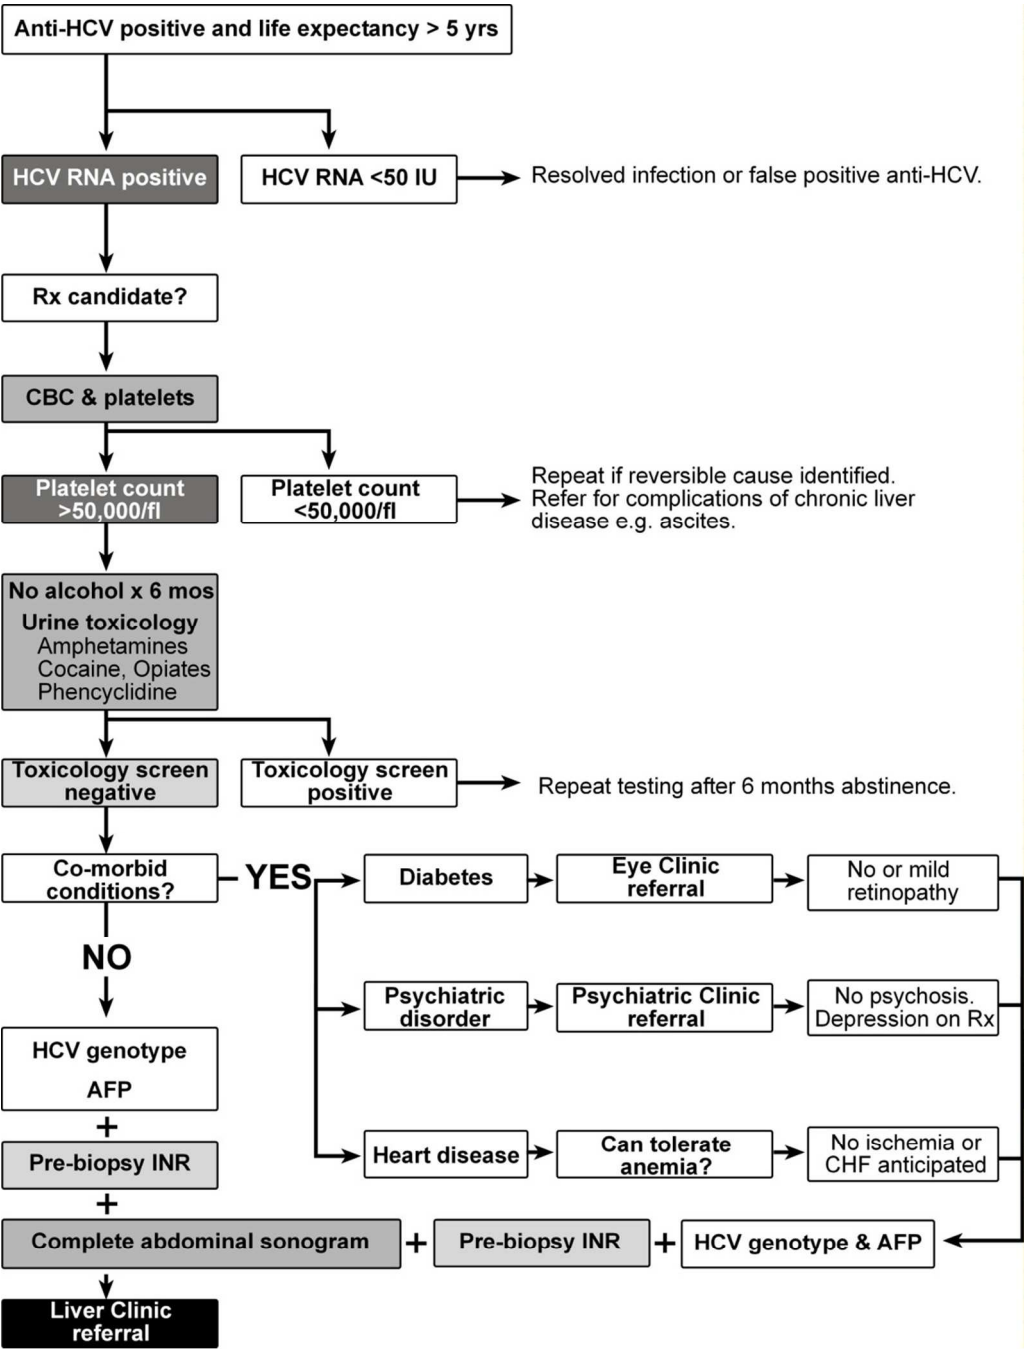 Anti-HCV positive and life expectancy > 5 yrs
HCV RNA positive
HCV RNA <50 IU
Resolved infection or false positive anti-HCV.
Rx candidate?
CBC & platelets
Platelet count
>50,000/fl
Platelet count
<50,000/fl
Repeat if reversible cause identified.
Refer for complications of chronic liver
disease e.g. ascites.
No alcohol x 6 mos
Urine toxicology
Amphetamines
Cocaine, Opiates
Phencyclidine
Toxicology screen
negative
Toxicology screen
positive
Repeat testing after 6 months abstinence.
Co-morbid
conditions?
YES
Diabetes
Eye Clinic
referral
No or mild
retinopathy
NO
Psychiatric
disorder
Psychiatric Clinic
referral
No psychosis.
Depression on Rx
HCV genotype
AFP
+
Pre-biopsy INR
+
Heart disease
Can tolerate
anemia?
No ischemia or
CHF anticipated
Complete abdominal sonogram + Pre-biopsy INR + HCV genotype & AFP
Liver Clinic
referral